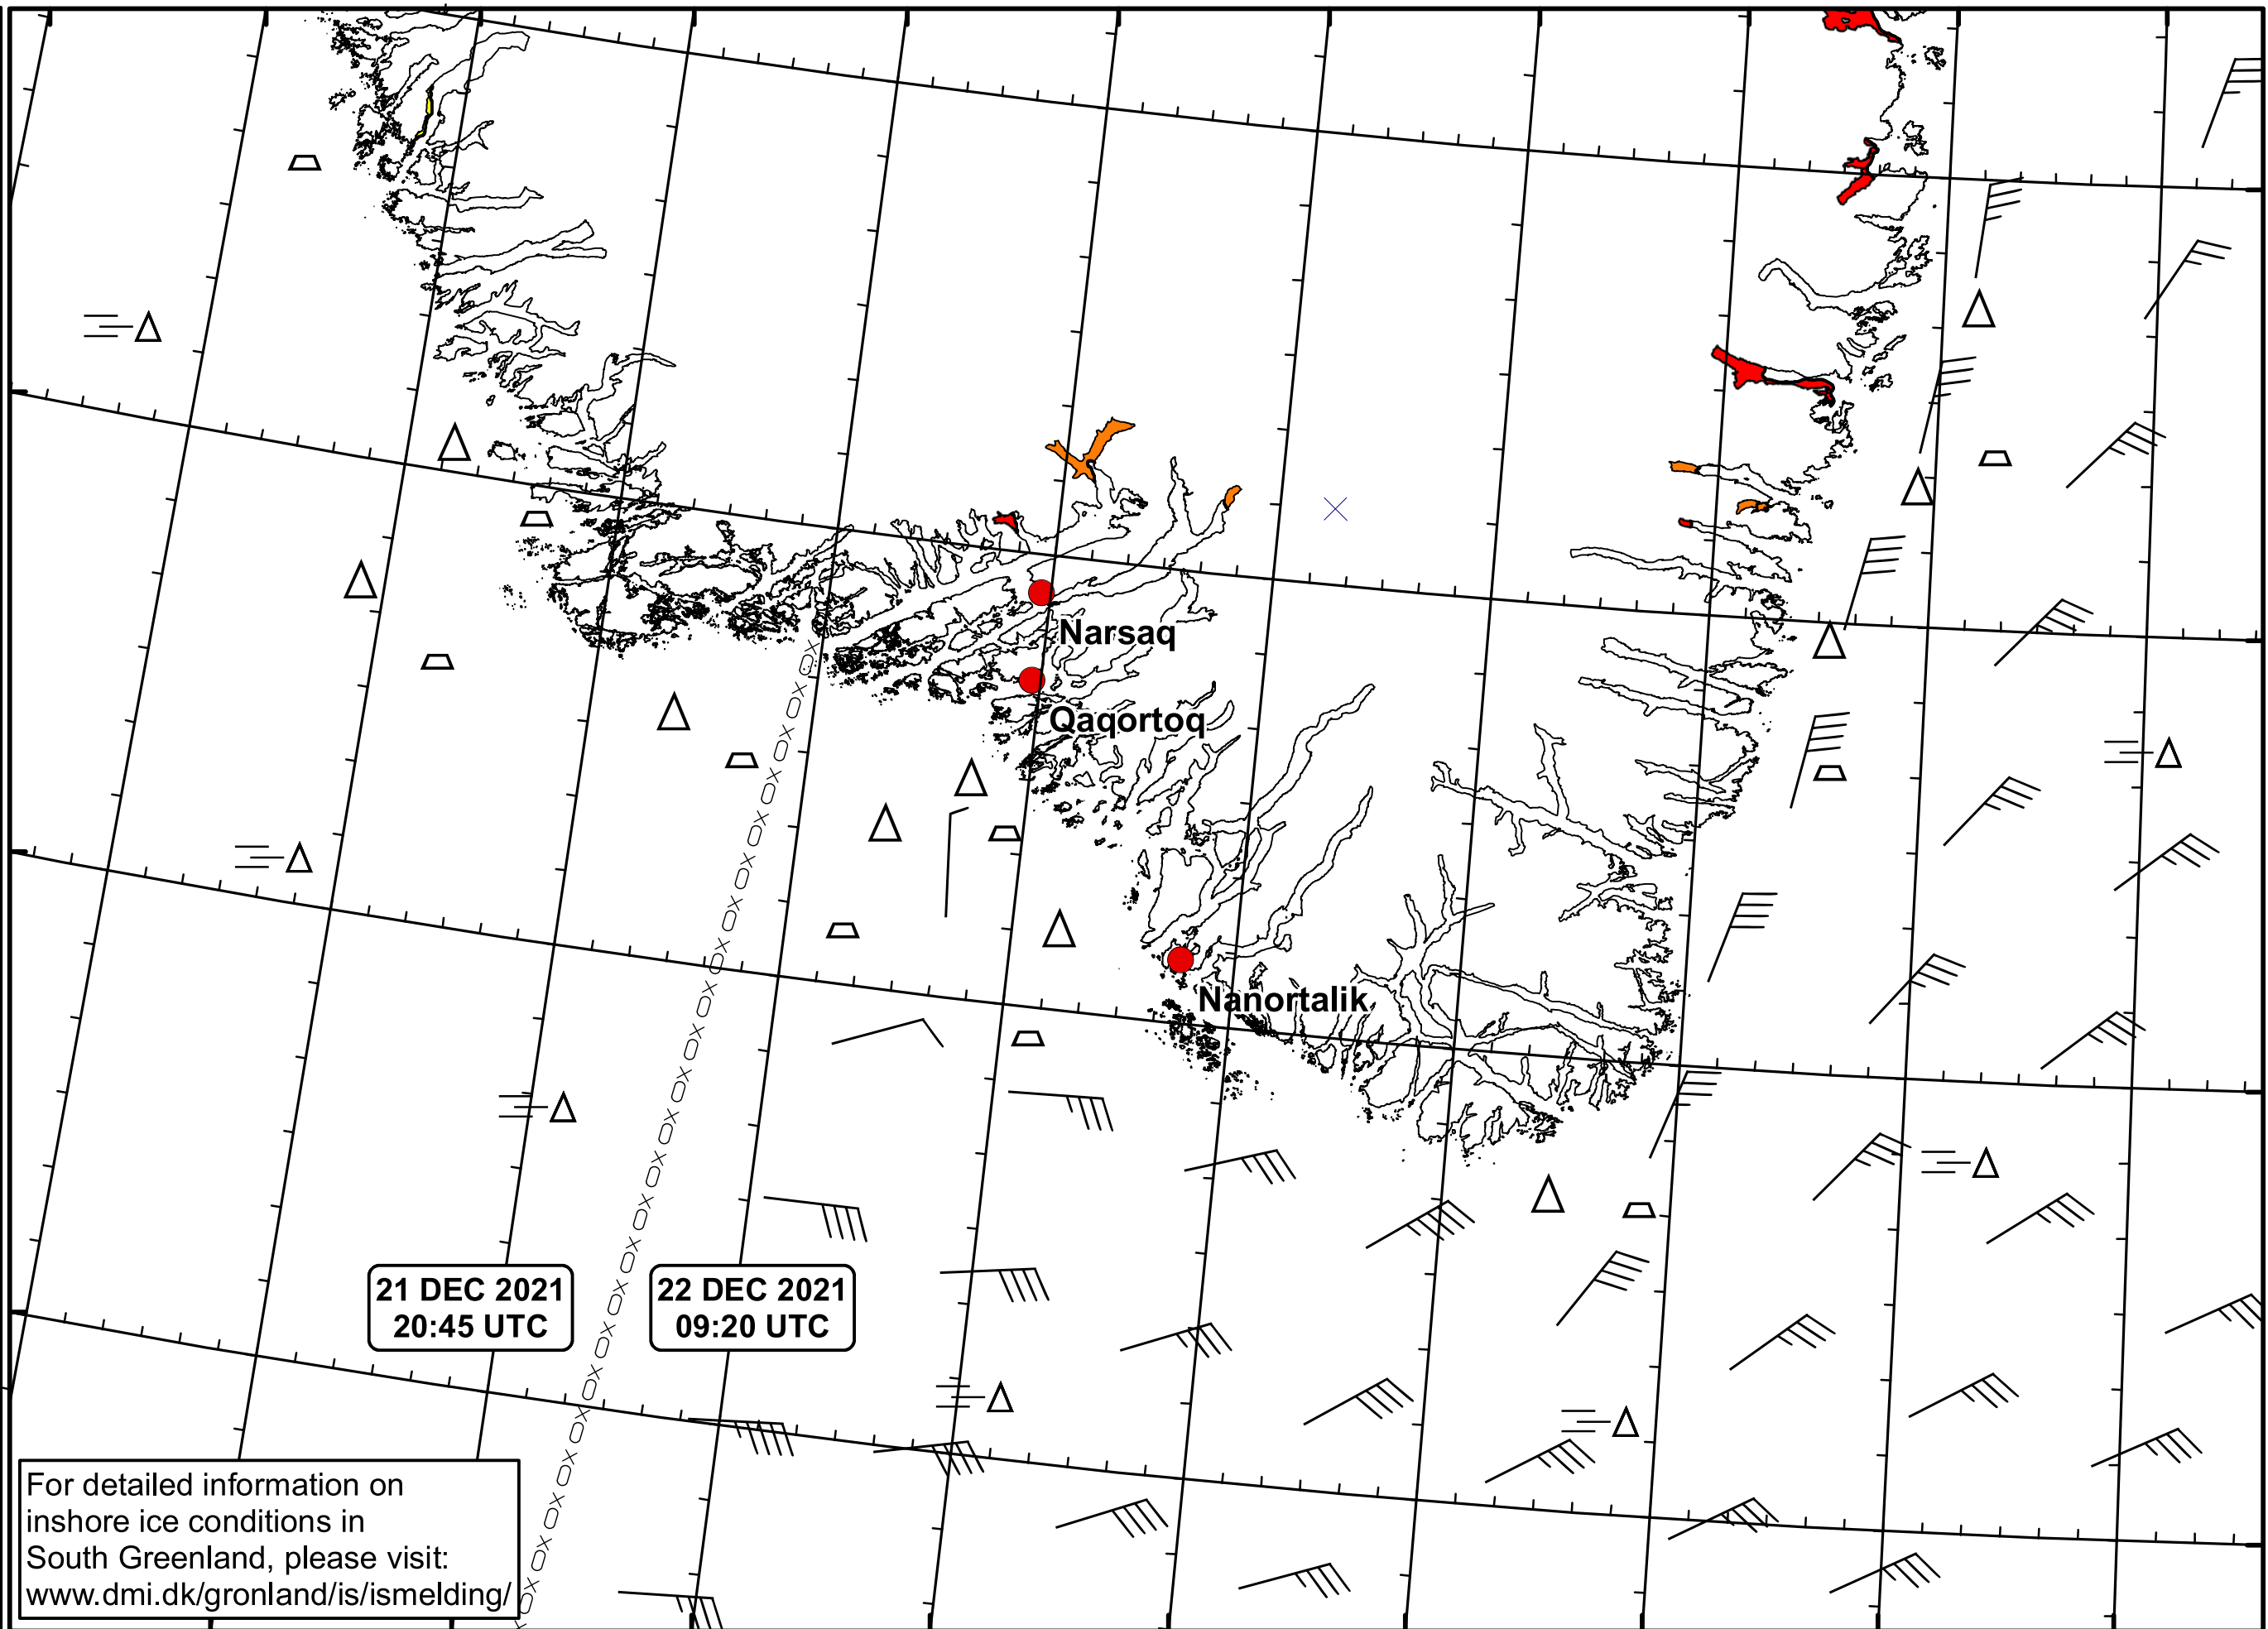 Narsaq
Qaqortoq
Nanortalik
21 DEC 2021
20:45 UTC
22 DEC 2021
09:20 UTC
For detailed information on
inshore ice conditions in
South Greenland, please visit:
www.dmi.dk/gronland/is/ismelding/